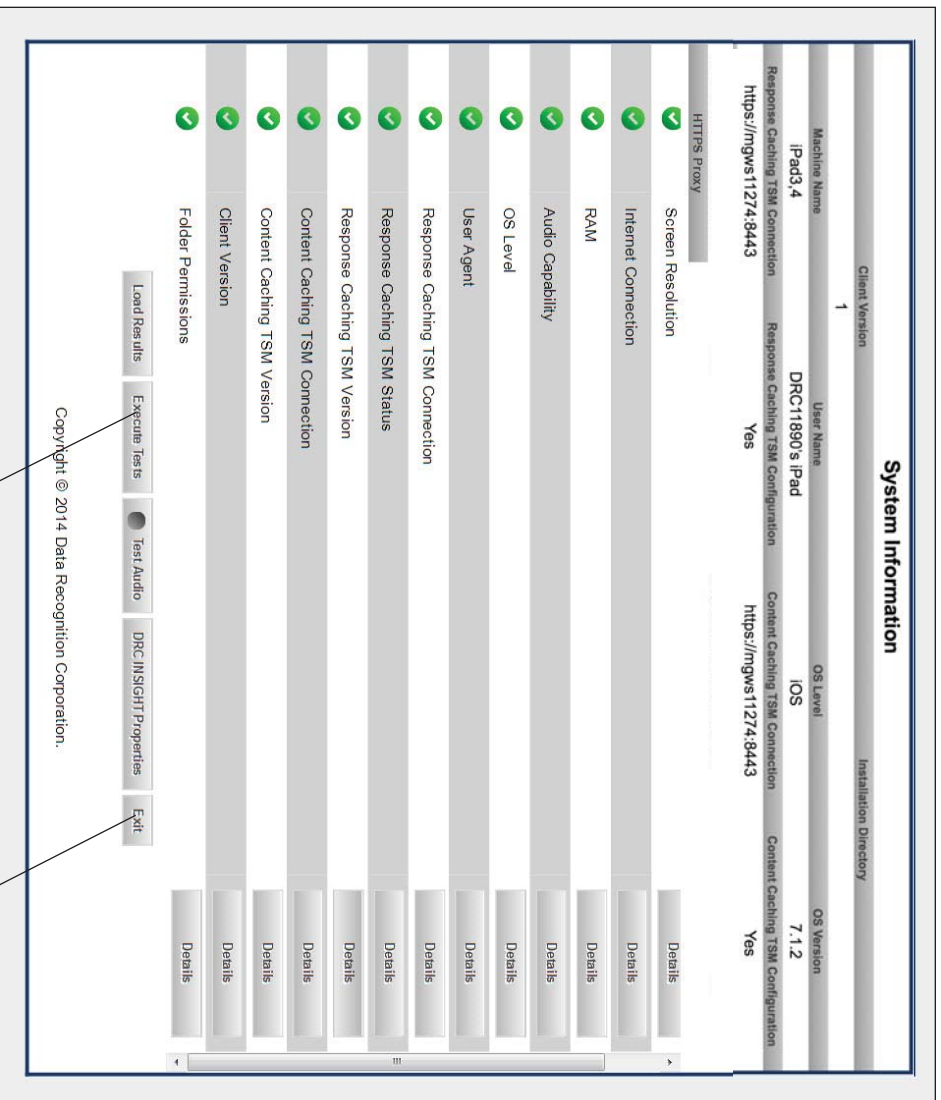 System Information
Client Version Installation Directory
1
Machine Name User Name OS Level OS Version
iPad3,4 DRC11890's iPad iOS 7.1.2
Response Caching TSM Connection Response Caching TSM Configuration Content Caching TSM Connection Content Caching TSM Configuration
https://mgws11274:8443 Yes https://mgws11274:8443 Yes
HTTPS Proxy
Screen Resolution Details
Internet Connection Details
RAM Details
Audio Capability Details
OS Level Details
User Agent Details
Response Caching TSM Connection Details
Response Caching TSM Status Details
Response Caching TSM Version Details
Content Caching TSM Connection Details
Content Caching TSM Version Details
Client Version Details
Folder Permissions Details
Load Results Execute Tests Test Audio DRC INSIGHT Properties Exit
Copyright © 2014 Data Recognition Corporation.